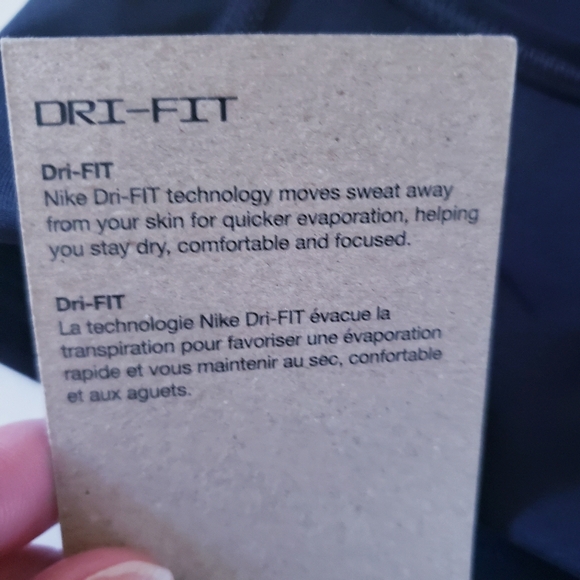 DRI-FIT
Dri-FIT
Nike Dri-FIT technology moves sweat away
from your skin for quicker evaporation, helping
you stay dry, comfortable and focused.
Dri-FIT
La technologie Nike Dri-FIT évacue la
transpiration pour favoriser une évaporation
rapide et vous maintenir au sec, confortable
et aux aguets.